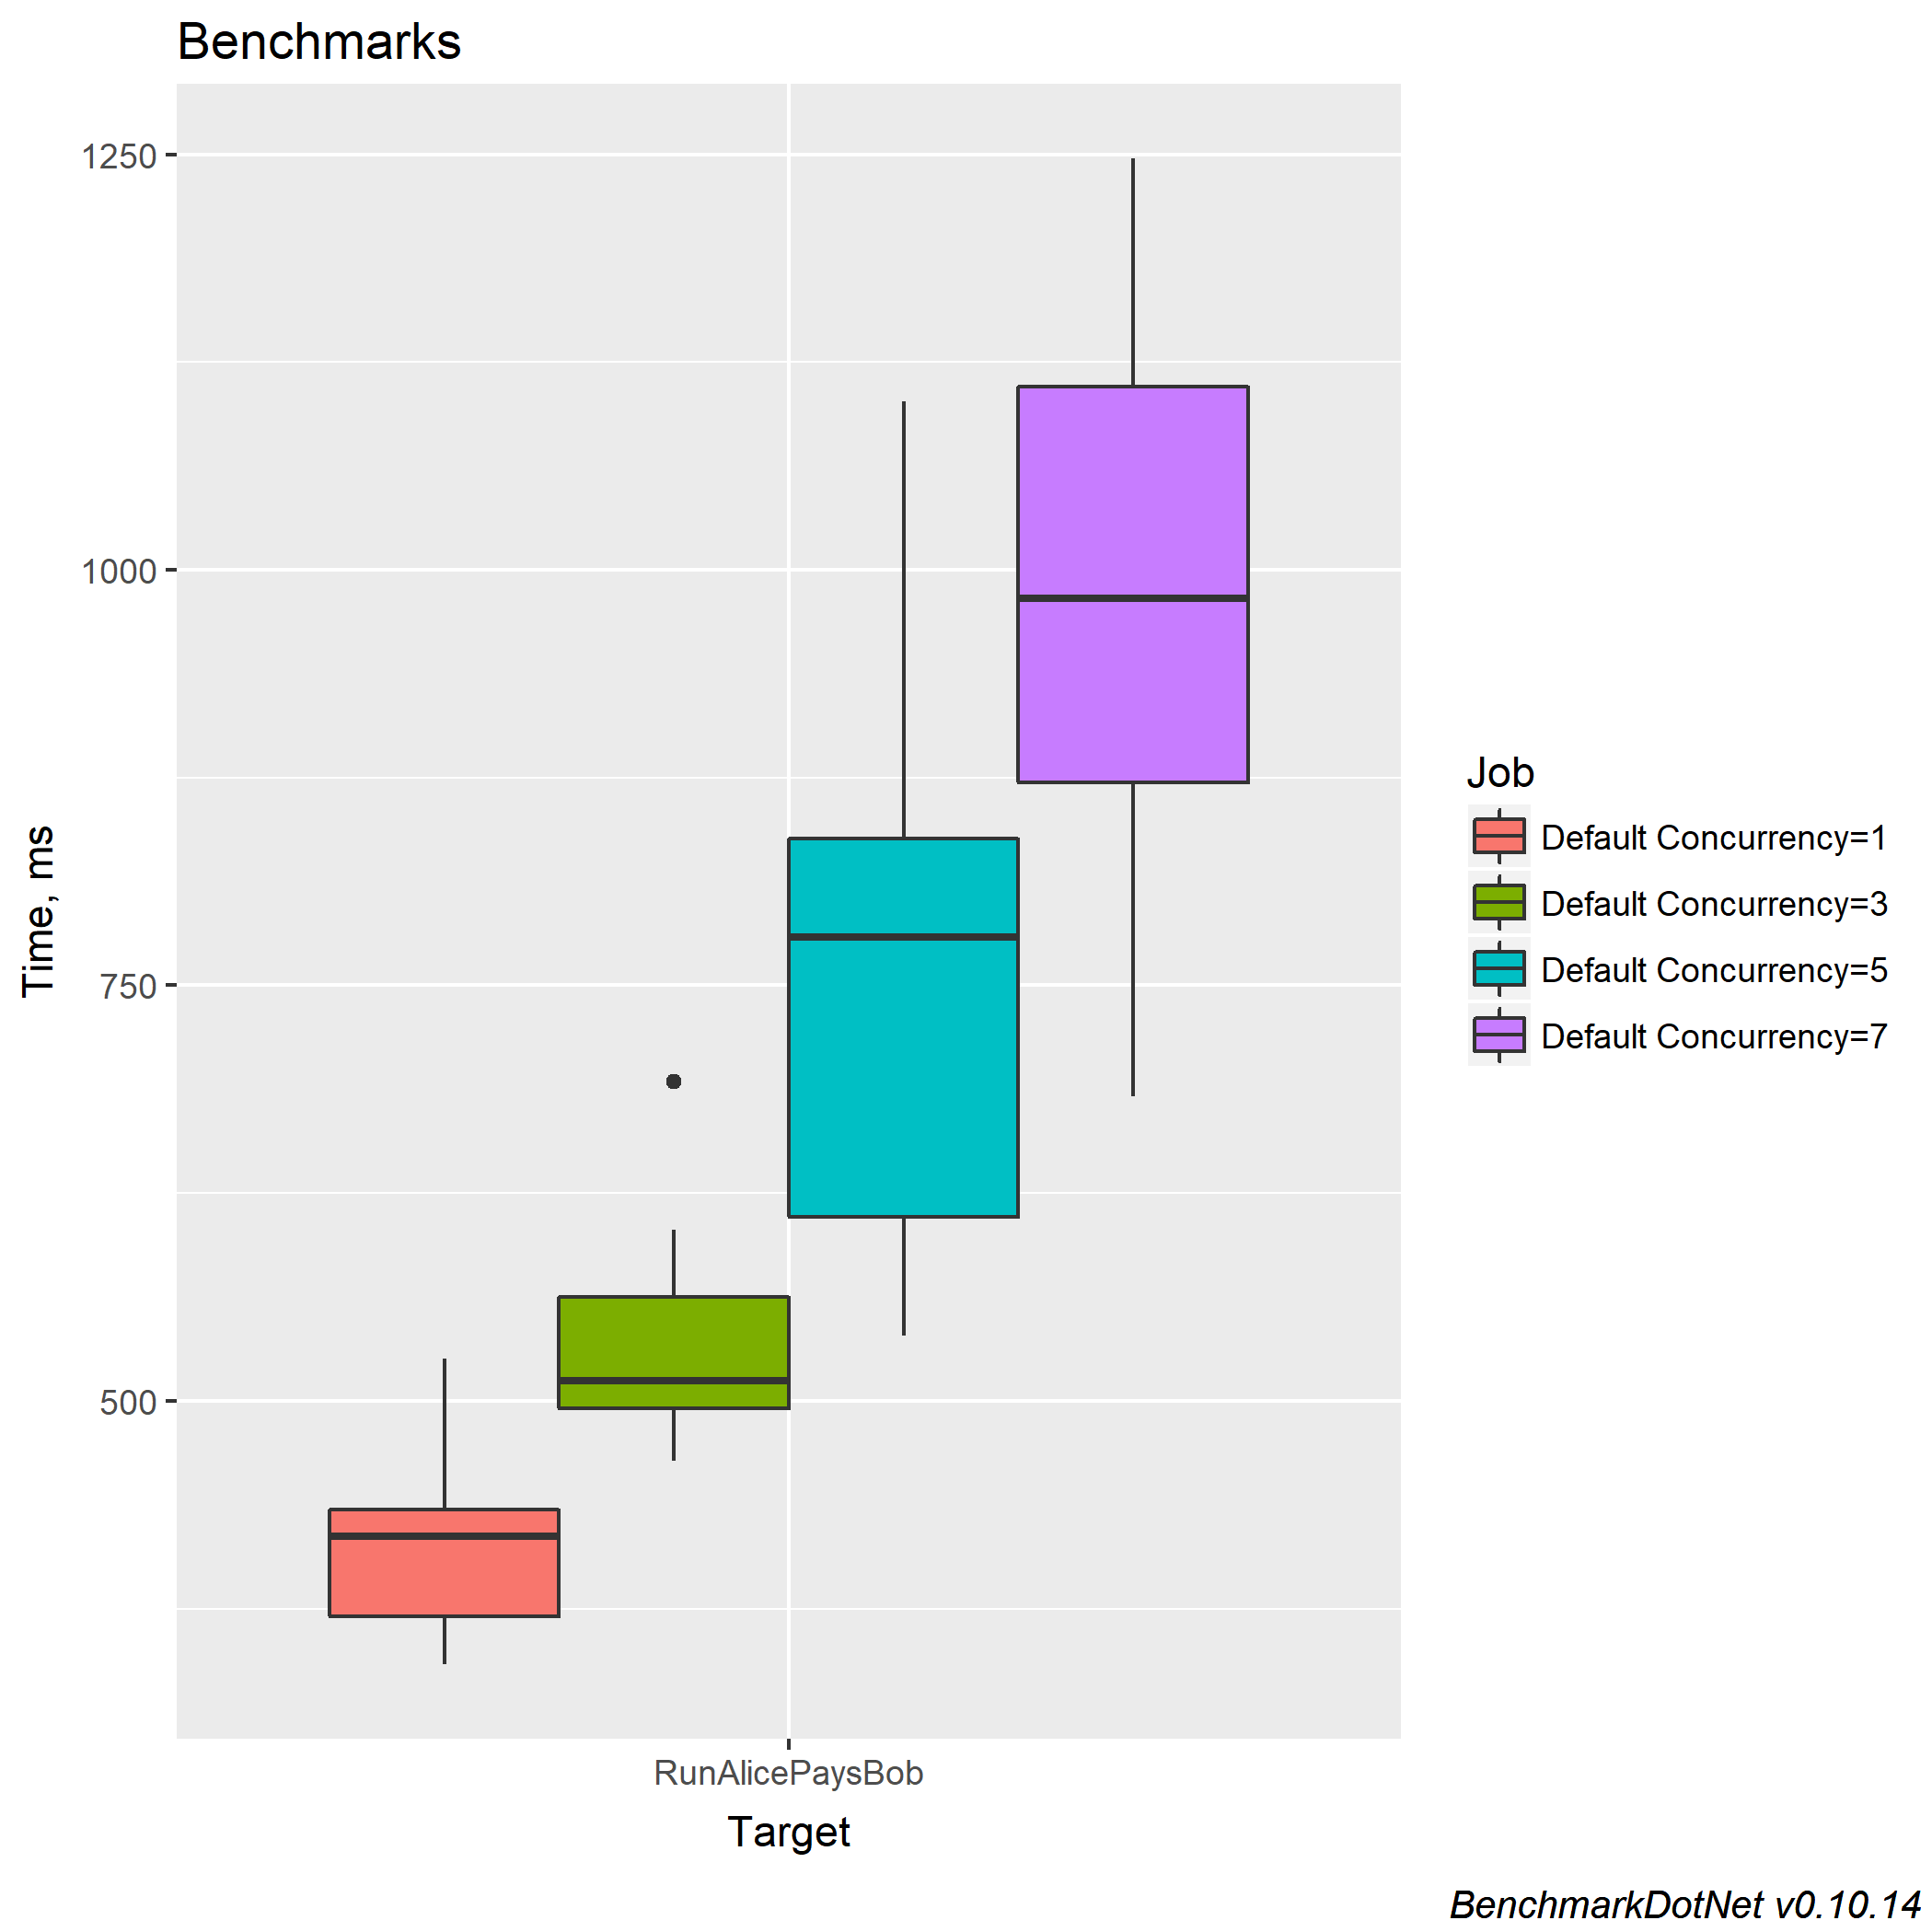 Benchmarks
1250
1000
750
500
Time, ms
RunAlicePaysBob
Target
Job
Default Concurrency=1
Default Concurrency=3
Default Concurrency=5
Default Concurrency=7
BenchmarkDotNet v0.10.14